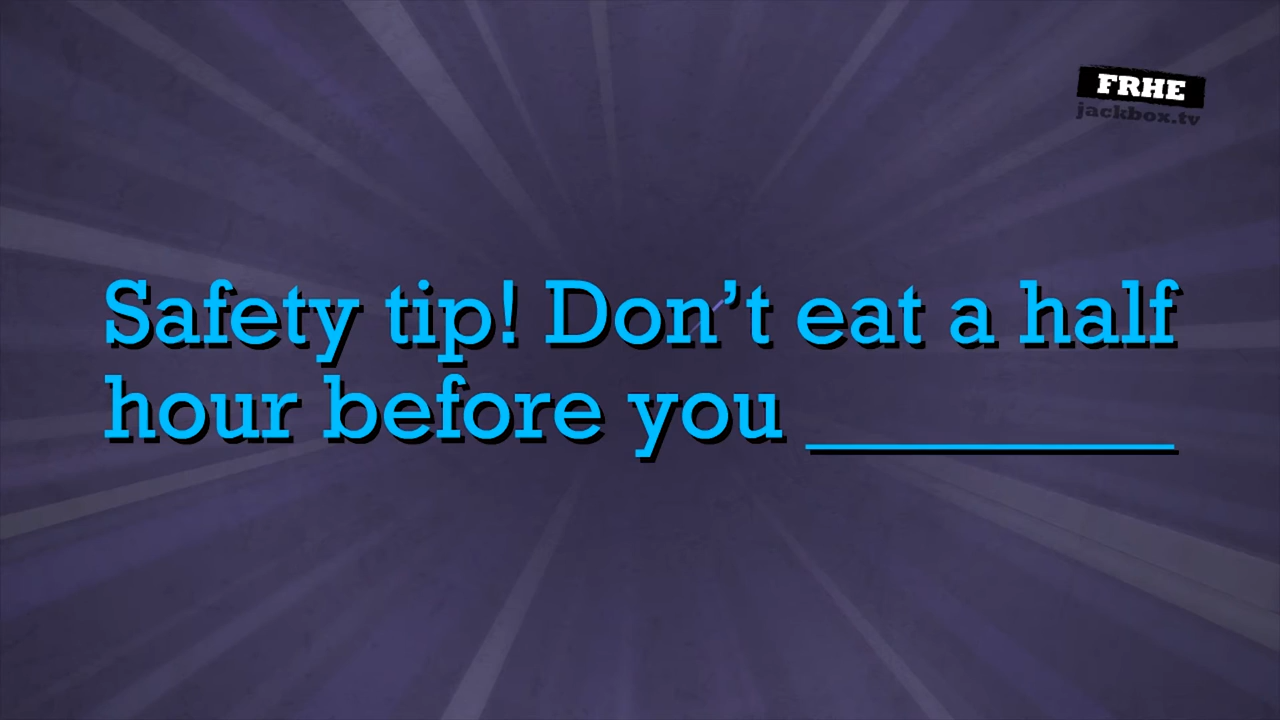 FRHE
jackbox.tv
Safety tip! Don’t eat a half
hour before you ________